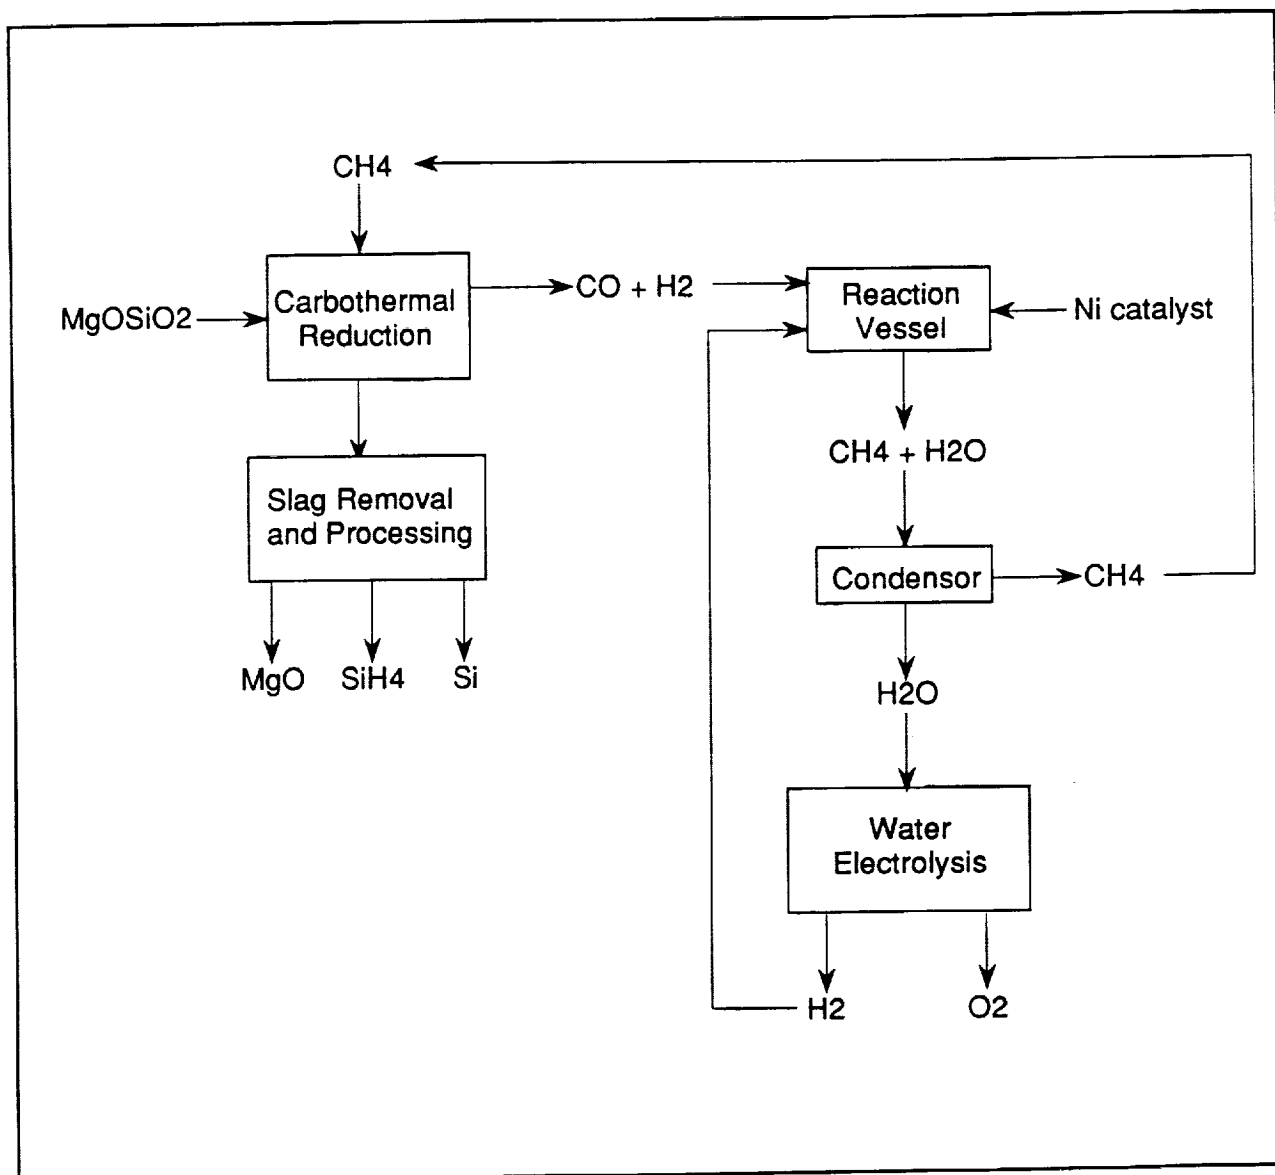 CH4
Carbothermal
Reduction
MgOSiO2
CO + H2
Reaction
Vessel
Ni catalyst
CH4 + H2O
Slag Removal
and Processing
Condensor
CH4
MgO
SiH4
Si
H2O
Water
Electrolysis
H2
O2